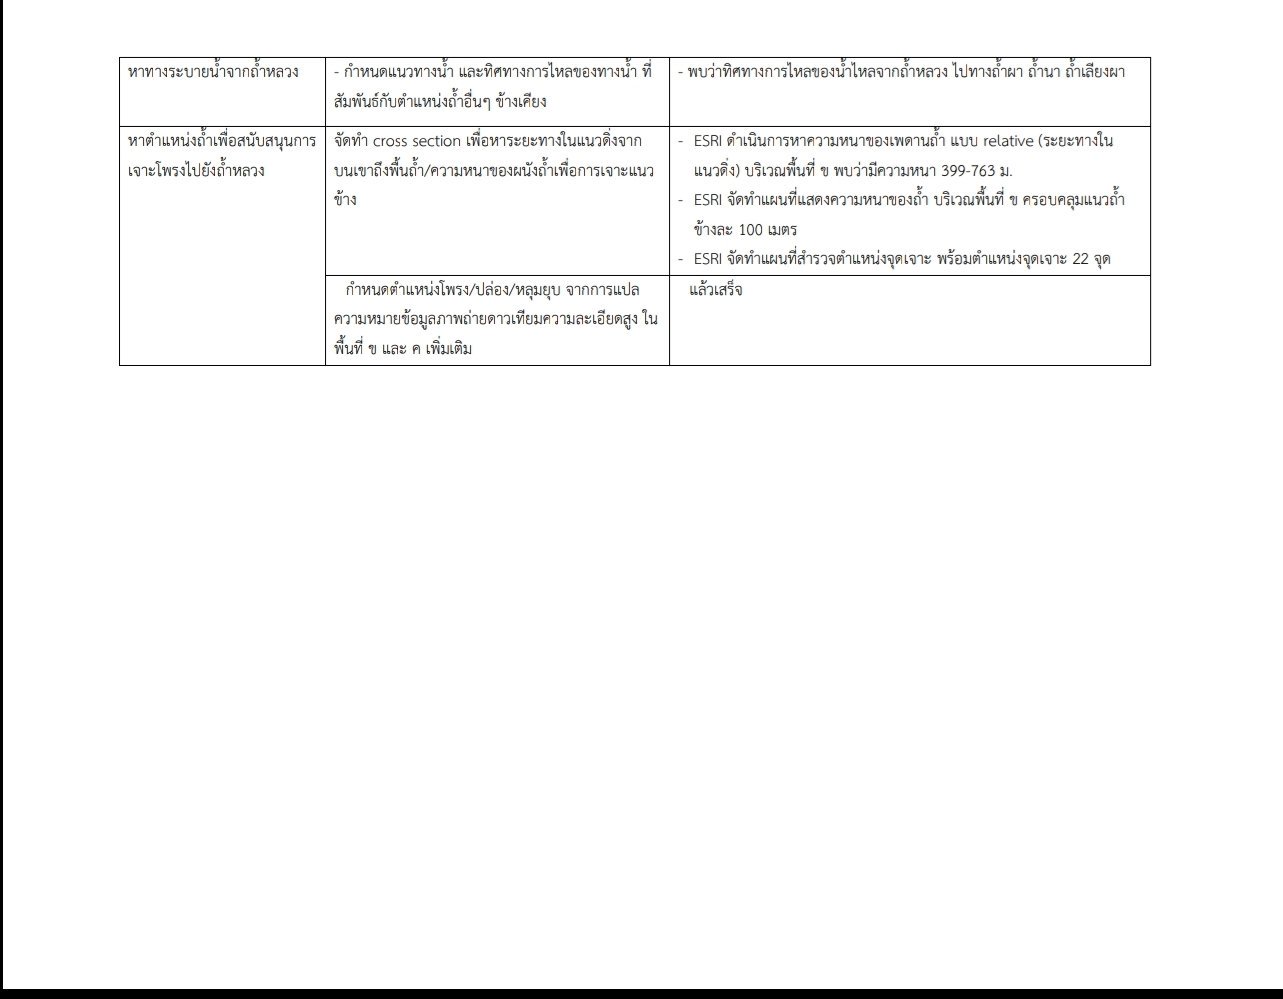 หาทางระบายน้ำจากถ้ำหลวง
- กำหนดแนวทางน้ำ และทิศทางการไหลของทางน้ำ ที่
สัมพันธ์กับตำแหน่งถ้ำอื่นๆ ข้างเคียง
- พบว่าทิศทางการไหลของน้ำไหลจากถ้ำหลวง ไปทางถ้ำผา ถ้ำนา ถ้ำเลียงผา
หาตำแหน่งถ้ำเพื่อสนับสนุนการ
เจาะโพรงไปยังถ้ำหลวง
จัดทำ cross section เพื่อหาระยะทางในแนวดิ่งจาก
บนเขาถึงพื้นถ้ำ/ความหนาของผนังถ้ำเพื่อการเจาะแนว
ข้าง
- ESRI ดำเนินการหาความหนาของเพดานถ้ำ แบบ relative (ระยะทางใน
แนวดิ่ง) บริเวณพื้นที่ ข พบว่ามีความหนา 399-763 ม.
- ESRI จัดทำแผนที่แสดงความหนาของถ้ำ บริเวณพื้นที่ ข ครอบคลุมแนวถ้ำ
ข้างละ 100 เมตร
- ESRI จัดทำแผนที่สำรวจตำแหน่งจุดเจาะ พร้อมตำแหน่งจุดเจาะ 22 จุด
กำหนดตำแหน่งโพรง/ปล่อง/หลุมยุบ จากการแปล
ความหมายข้อมูลภาพถ่ายดาวเทียมความละเอียดสูง ใน
พื้นที่ ข และ ค เพิ่มเติม
แล้วเสร็จ